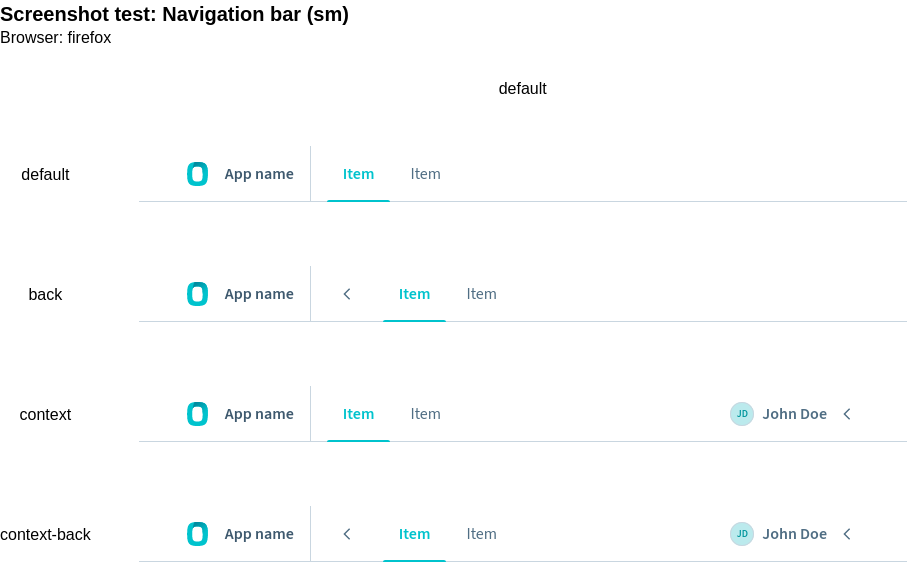 Screenshot test: Navigation bar (sm)
Browser: firefox
default
default App name Item Item
back App name Item Item
context App name Item Item JD John Doe
context-back App name Item Item JD John Doe